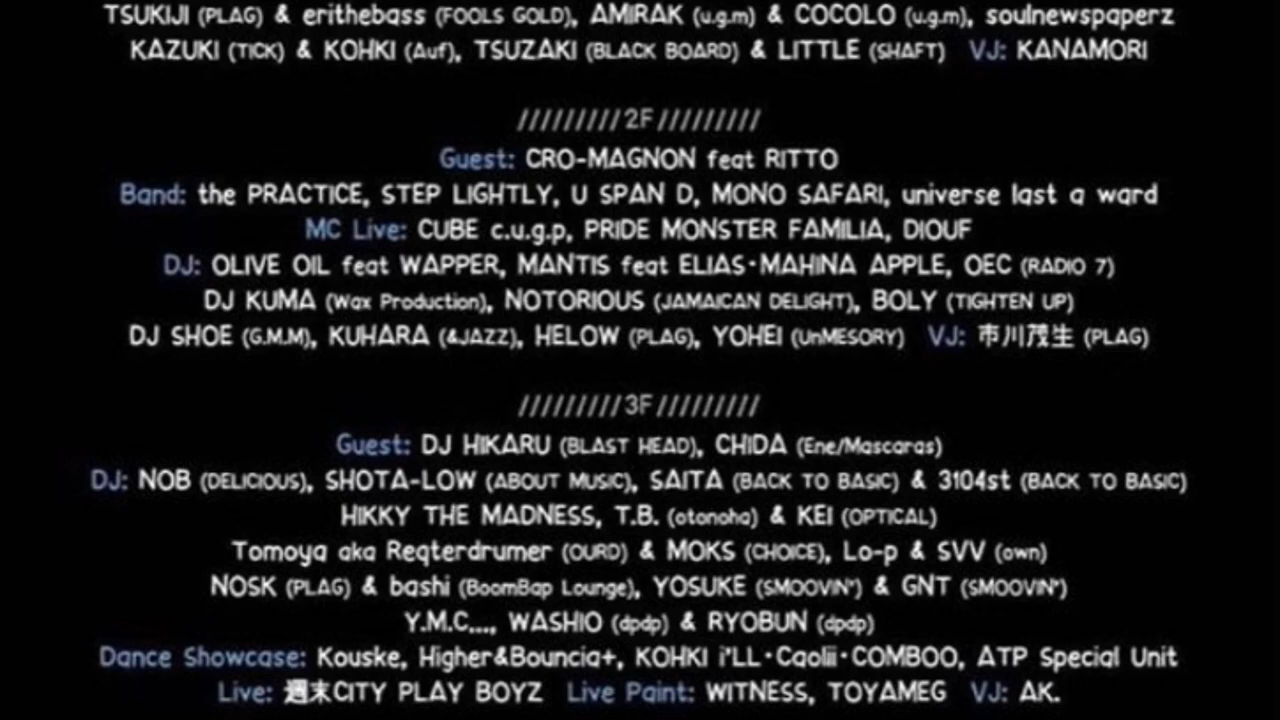 TSUKIJI (PLAG) & erithebass (FOOLS GOLD), AMIRAK (u.g.m) & COCOLO (u.g.m), soulnewspaperz
KAZUKI (TICK) & KOHKI (Auf), TSUZAKI (BLACK BOARD) & LITTLE (SHAFT) VJ: KANAMORI
/////////2F/////////
Guest: CRO-MAGNON feat RITTO
Band: the PRACTICE, STEP LIGHTLY, U SPAN D, MONO SAFARI, universe last a ward
MC Live: CUBE c.u.g.p, PRIDE MONSTER FAMILIA, DIOUF
DJ: OLIVE OIL feat WAPPER, MANTIS feat ELIAS・MAHINA APPLE, OEC (RADIO 7)
DJ KUMA (Wax Production), NOTORIOUS (JAMAICAN DELIGHT), BOLY (TIGHTEN UP)
DJ SHOE (G.M.M), KUHARA (&JAZZ), HELOW (PLAG), YOHEI (UnMESORY) VJ: 市川茂生 (PLAG)
/////////3F/////////
Guest: DJ HIKARU (BLAST HEAD), CHIDA (Ene/Mascaras)
DJ: NOB (DELICIOUS), SHOTA-LOW (ABOUT MUSIC), SAITA (BACK TO BASIC) & 3104st (BACK TO BASIC)
HIKKY THE MADNESS, T.B. (otonoha) & KEI (OPTICAL)
Tomoya aka Reqterdrumer (OURD) & MOKS (CHOICE), Lo-p & SVV (own)
NOSK (PLAG) & bashi (BoomBap Lounge), YOSUKE (SMOOVIN') & GNT (SMOOVIN')
Y.M.C..., WASHIO (dpdp) & RYOBUN (dpdp)
Dance Showcase: Kouske, Higher&Bouncia+, KOHKI i'LL・Caolii・COMBOO, ATP Special Unit
Live: 週末CITY PLAY BOYZ Live Paint: WITNESS, TOYAMEG VJ: AK.